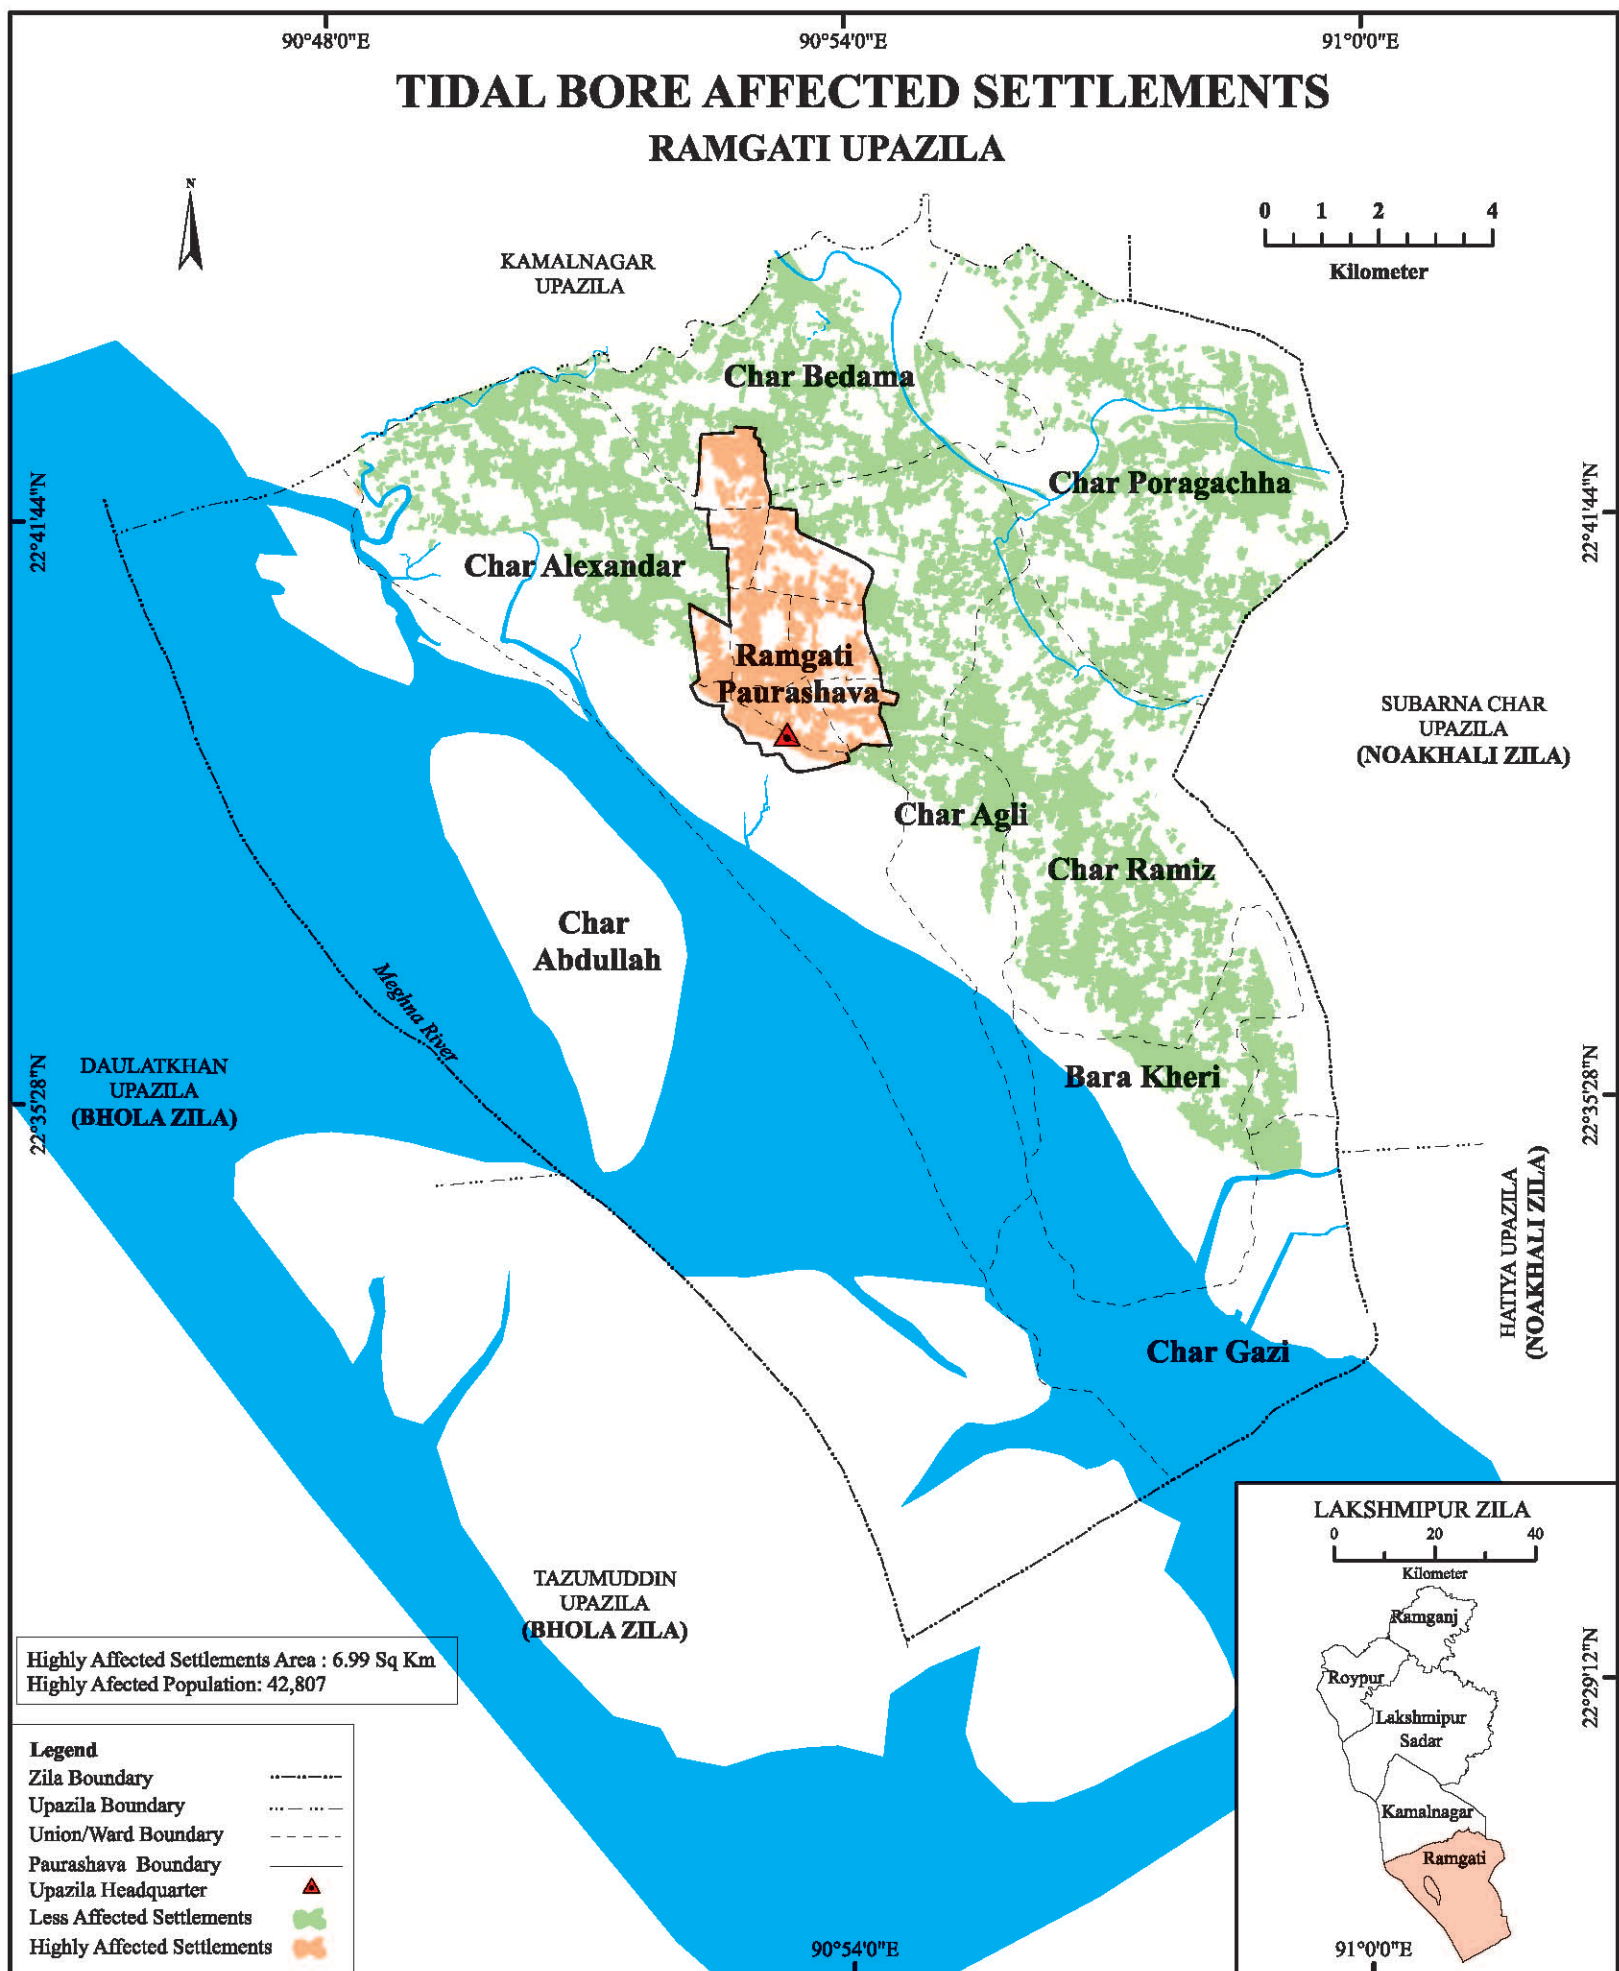 90°48'0"E
90°54'0"E
91°0'0"E
TIDAL BORE AFFECTED SETTLEMENTS
RAMGATI UPAZILA
N
0 1 2 4
Kilometer
KAMALNAGAR
UPAZILA
Char Bedama
Char Poragachha
22°41'44"N
22°41'44"N
Char Alexandar
Ramgati
Paurashava
SUBARNA CHAR
UPAZILA
(NOAKHALI ZILA)
Char Agli
Char Ramiz
Char
Abdullah
Meghna River
DAULATKHAN
UPAZILA
(BHOLA ZILA)
22°35'28"N
22°35'28"N
Bara Kheri
HATIYA UPAZILA
(NOAKHALI ZILA)
Char Gazi
TAZUMUDDIN
UPAZILA
(BHOLA ZILA)
Highly Affected Settlements Area : 6.99 Sq Km
Highly Afected Population: 42,807
Legend
Zila Boundary
Upazila Boundary
Union/Ward Boundary
Paurashava Boundary
Upazila Headquarter
Less Affected Settlements
Highly Affected Settlements
LAKSHMIPUR ZILA
0 20 40
Kilometer
Ramganj
Roypur
Lakshmipur
Sadar
Kamalnagar
Ramgati
22°29'12"N
90°54'0"E
91°0'0"E